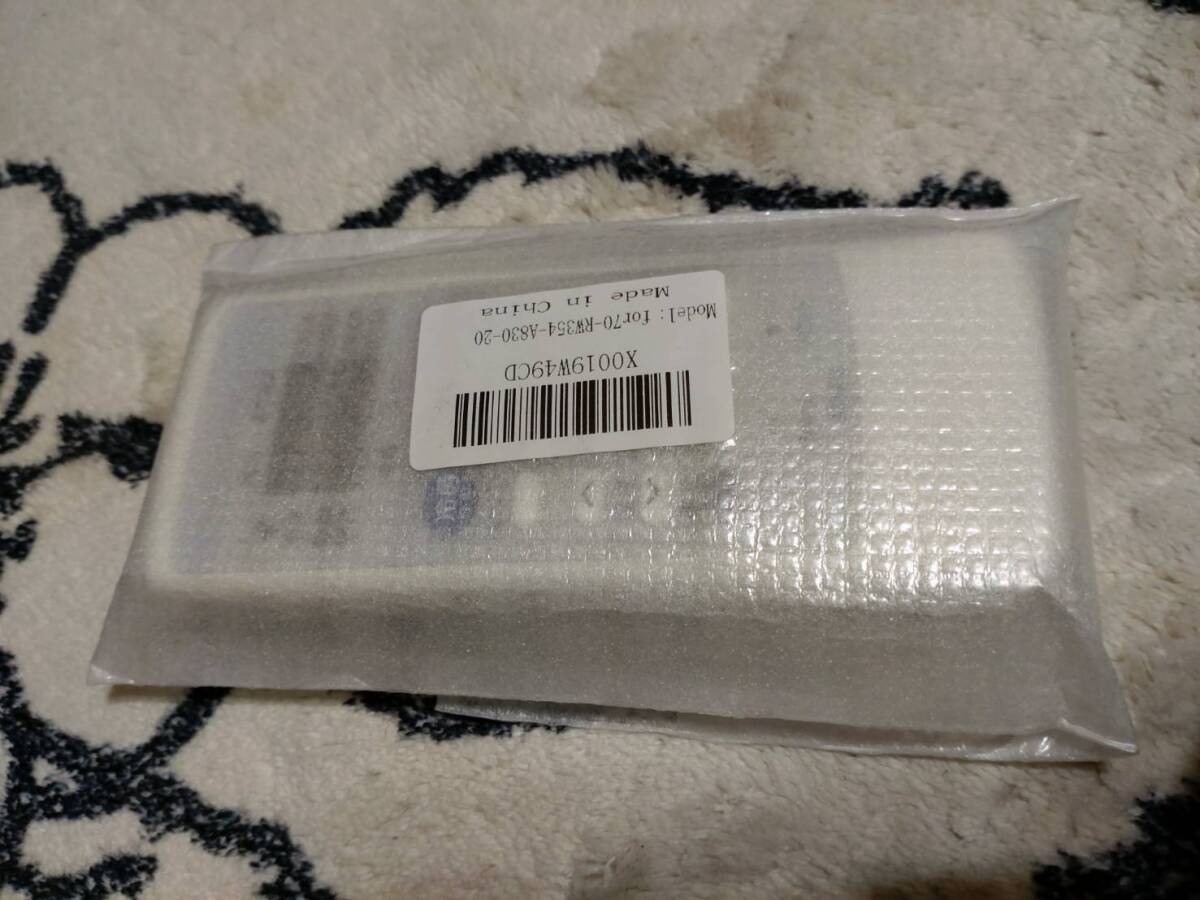 X0019W49CD
Model: for70-RW354-A830-20
Made in China